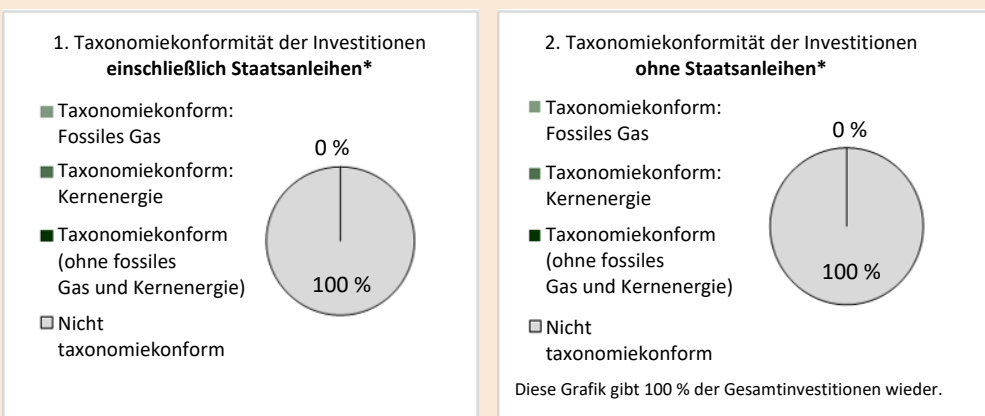 1. Taxonomiekonformität der Investitionen
einschließlich Staatsanleihen*
Taxonomiekonform:
Fossiles Gas
Taxonomiekonform:
Kernenergie
Taxonomiekonform
(ohne fossiles
Gas und Kernenergie)
Nicht
taxonomiekonform
0 %
100 %
2. Taxonomiekonformität der Investitionen
ohne Staatsanleihen*
Taxonomiekonform:
Fossiles Gas
Taxonomiekonform:
Kernenergie
Taxonomiekonform
(ohne fossiles
Gas und Kernenergie)
Nicht
taxonomiekonform
0 %
100 %
Diese Grafik gibt 100 % der Gesamtinvestitionen wieder.